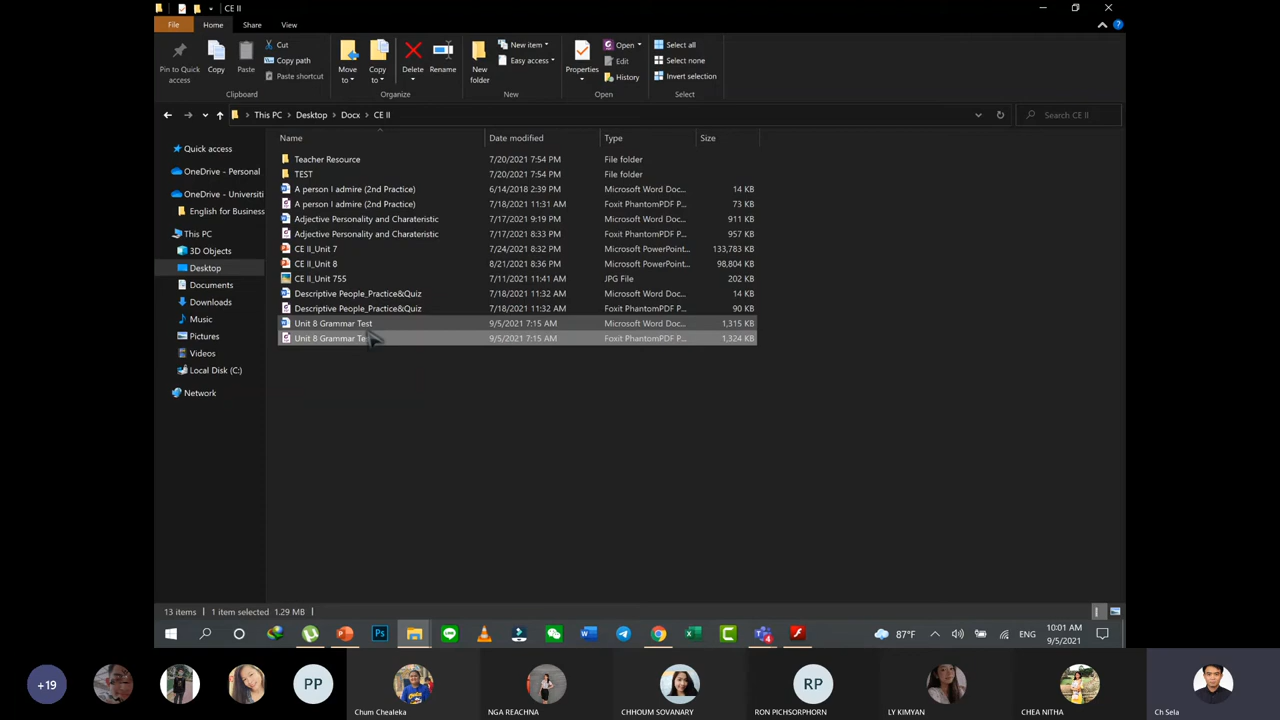 CE II
File
Home
Share
View
Pin to Quick access
Copy
Paste
Cut
Copy path
Paste shortcut
Move to
Copy to
Delete
Rename
New folder
New item
Easy access
Properties
Open
Edit
History
Select all
Select none
Invert selection
Clipboard
Organize
New
Open
Select
This PC > Desktop > Docx > CE II
Search CE II
Name
Date modified
Type
Size
Quick access
OneDrive - Personal
OneDrive - Universiti
English for Business
This PC
3D Objects
Desktop
Documents
Downloads
Music
Pictures
Videos
Local Disk (C:)
Network
Teacher Resource 7/20/2021 7:54 PM File folder
TEST 7/20/2021 7:54 PM File folder
A person I admire (2nd Practice) 6/14/2018 2:39 PM Microsoft Word Doc... 14 KB
A person I admire (2nd Practice) 7/18/2021 11:31 AM Foxit PhantomPDF P... 73 KB
Adjective Personality and Charateristic 7/17/2021 9:19 PM Microsoft Word Doc... 911 KB
Adjective Personality and Charateristic 7/17/2021 8:33 PM Foxit PhantomPDF P... 957 KB
CE II_Unit 7 7/24/2021 8:32 PM Microsoft PowerPoint... 133,783 KB
CE II_Unit 8 8/21/2021 8:36 PM Microsoft PowerPoint... 98,804 KB
CE II_Unit 755 7/11/2021 11:41 AM JPG File 202 KB
Descriptive People_Practice&Quiz 7/18/2021 11:32 AM Microsoft Word Doc... 14 KB
Descriptive People_Practice&Quiz 7/18/2021 11:32 AM Foxit PhantomPDF P... 90 KB
Unit 8 Grammar Test 9/5/2021 7:15 AM Microsoft Word Doc... 1,315 KB
Unit 8 Grammar Te 9/5/2021 7:15 AM Foxit PhantomPDF P... 1,324 KB
13 items
1 item selected 1.29 MB
Ps
87°F
ENG
10:01 AM
9/5/2021
+19
PP
RP
Chum Chealeka
NGA REACHNA
CHHOUM SOVANARY
RON PICHSORPHORN
LY KIMYAN
CHEA NITHA
Ch Sela